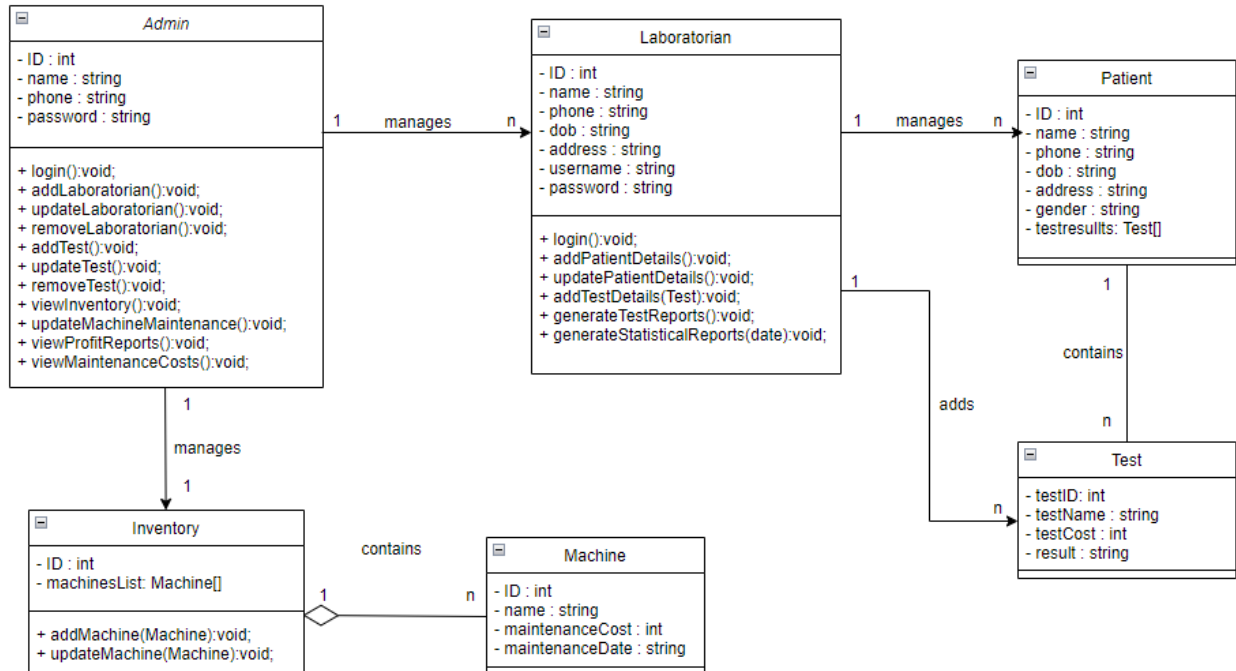 Admin
- ID : int
- name : string
- phone : string
- password : string
+ login():void;
+ addLaboratorian():void;
+ updateLaboratorian():void;
+ removeLaboratorian():void;
+ addTest():void;
+ updateTest():void;
+ removeTest():void;
+ viewInventory():void;
+ updateMachineMaintenance():void;
+ viewProfitReports():void;
+ viewMaintenanceCosts():void;
1 manages n
Laboratorian
- ID : int
- name : string
- phone : string
- dob : string
- address : string
- username : string
- password : string
+ login():void;
+ addPatientDetails():void;
+ updatePatientDetails():void;
+ addTestDetails(Test):void;
+ generateTestReports():void;
+ generateStatisticalReports(date):void;
1 manages n
Patient
- ID : int
- name : string
- phone : string
- dob : string
- address : string
- gender : string
- testresullts: Test[]
1
contains
n
1
adds
n
Test
- testID: int
- testName : string
- testCost : int
- result : string
1
manages
1
Inventory
- ID : int
- machinesList: Machine[]
+ addMachine(Machine):void;
+ updateMachine(Machine):void;
contains
1 n
Machine
- ID : int
- name : string
- maintenanceCost : int
- maintenanceDate : string